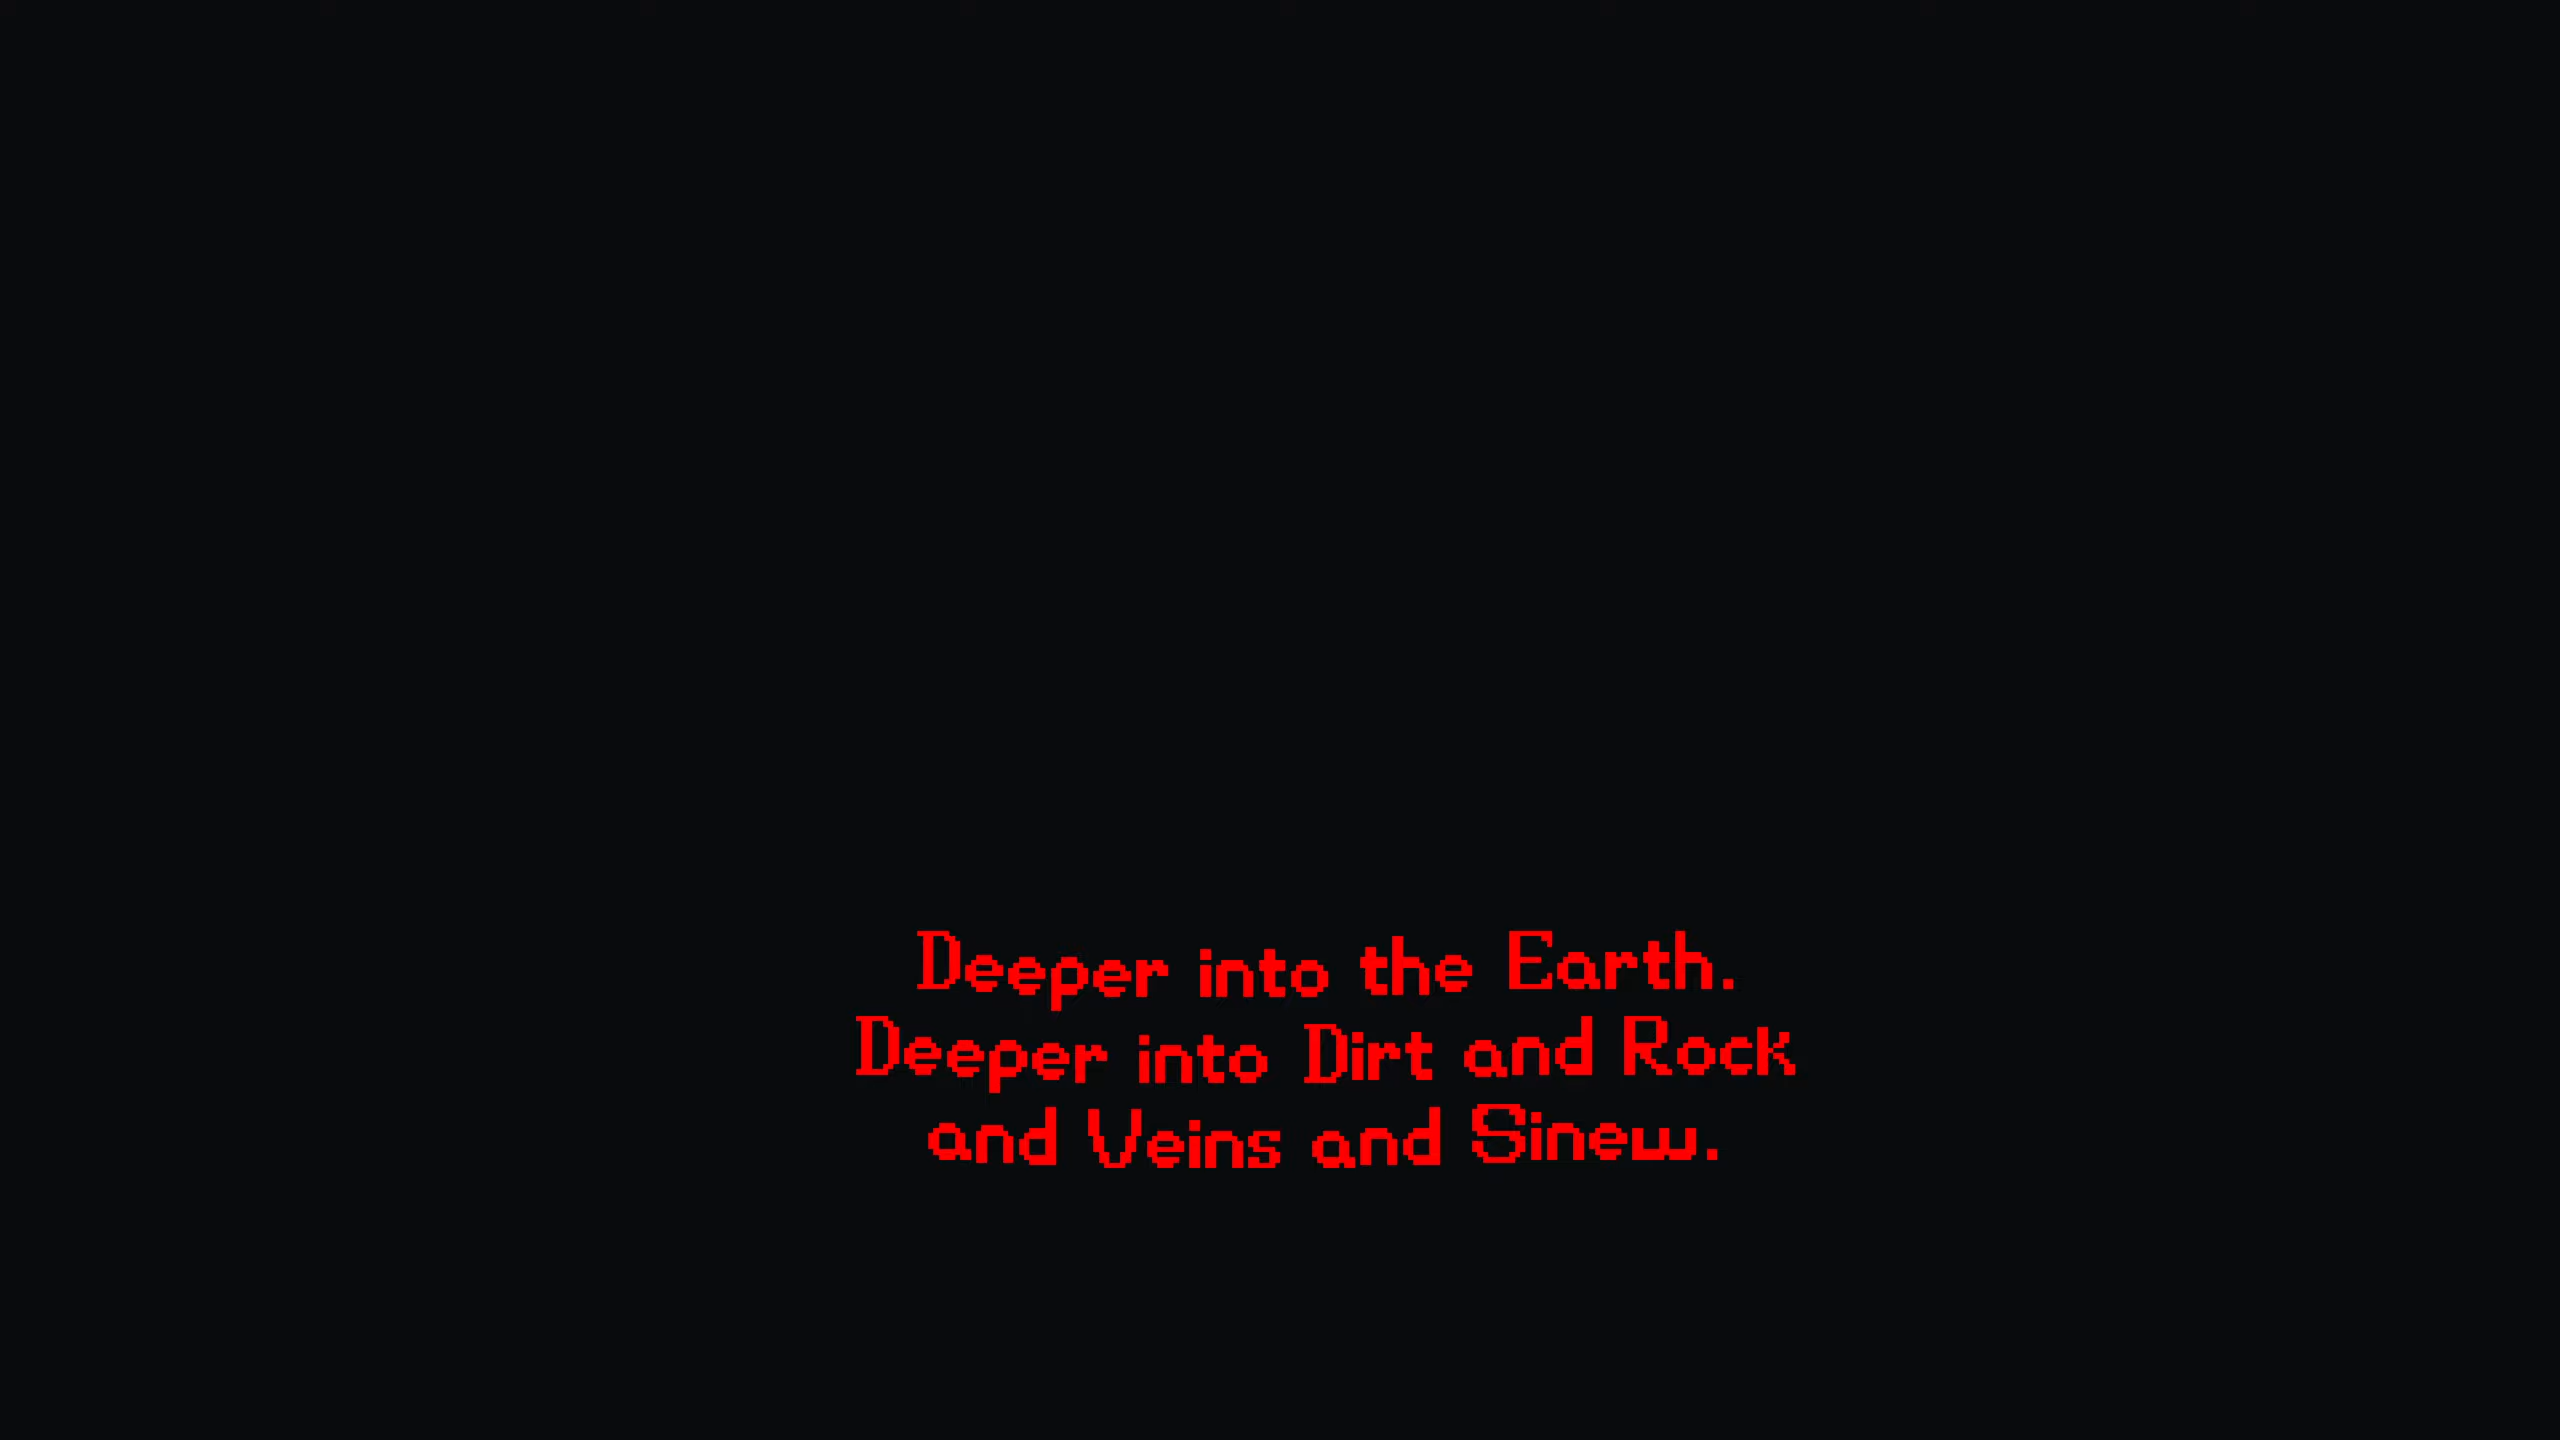 Deeper into the Earth.
Deeper into Dirt and Rock
and Veins and Sinew.